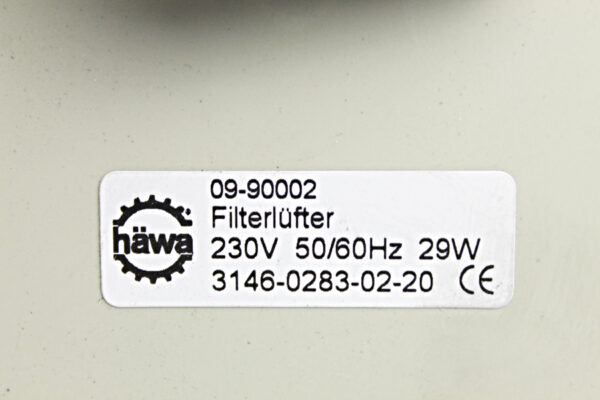 häwa
09-90002
Filterlüfter
230V 50/60Hz 29W
3146-0283-02-20 CE